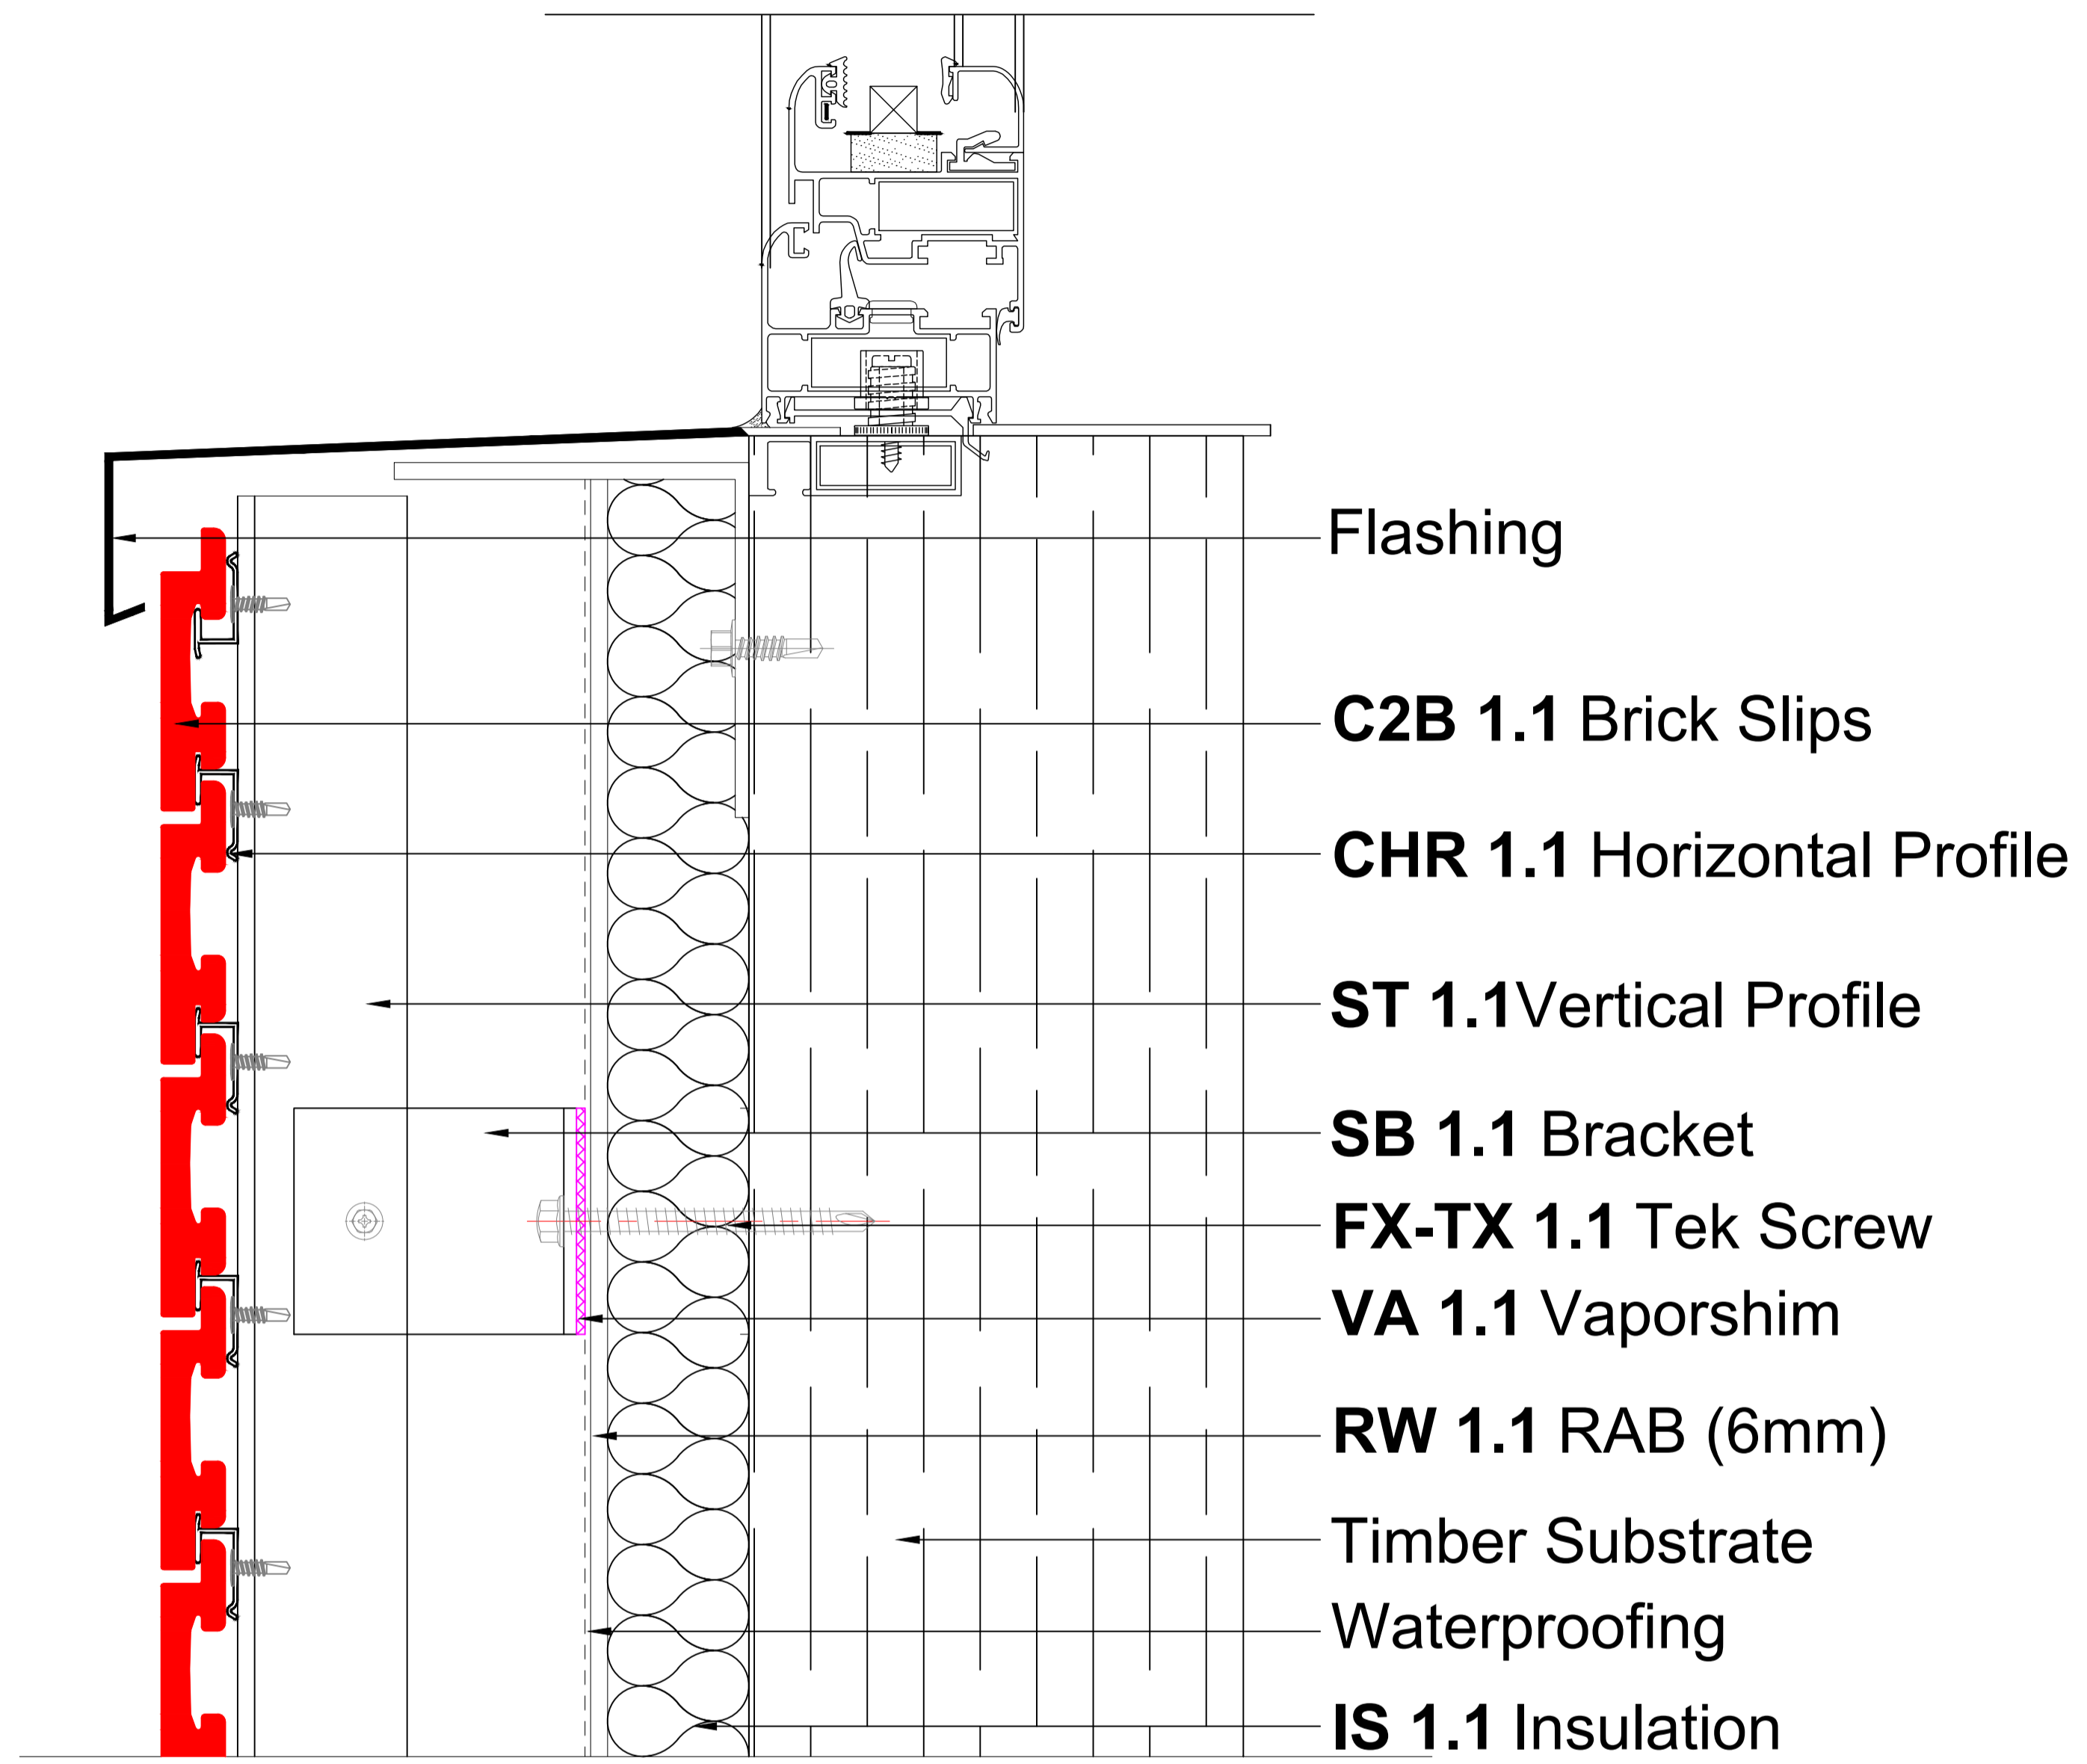 Flashing
C2B 1.1 Brick Slips
CHR 1.1 Horizontal Profile
ST 1.1Vertical Profile
SB 1.1 Bracket
FX-TX 1.1 Tek Screw
VA 1.1 Vaporshim
RW 1.1 RAB (6mm)
Timber Substrate
Waterproofing
IS 1.1 Insulation